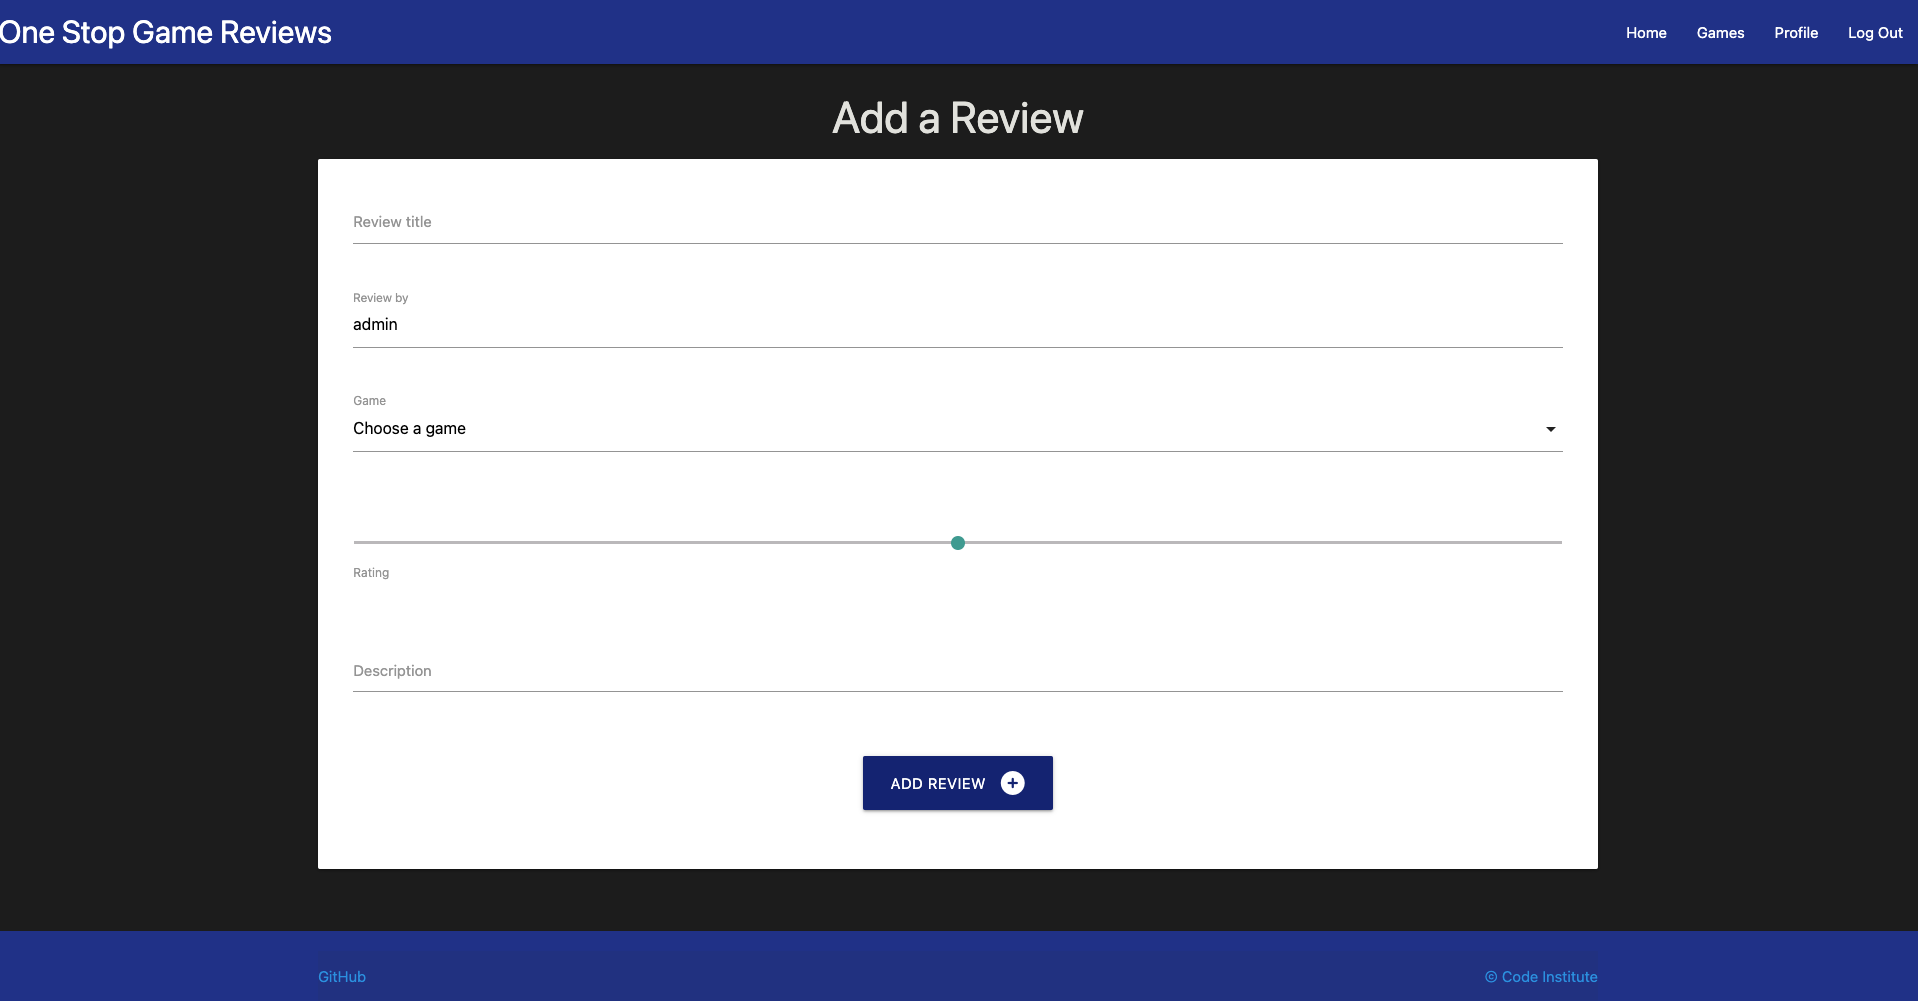 One Stop Game Reviews
Home Games Profile Log Out
Add a Review
Review title
Review by
admin
Game
Choose a game
Rating
Description
ADD REVIEW
GitHub
© Code Institute